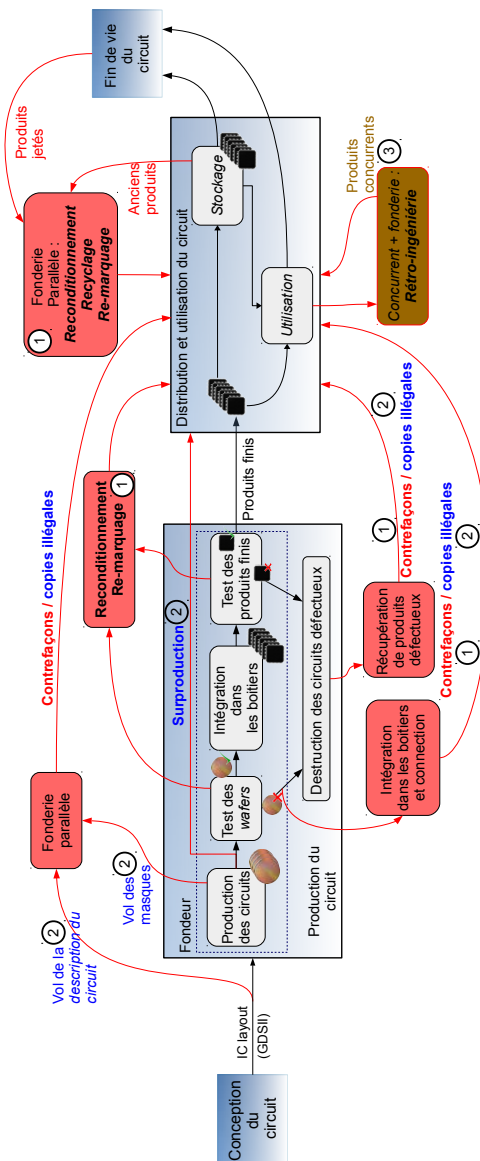 Conception
du
circuit
IC layout
(GDSII)
Vol de la 2
description du
circuit
Vol des 2
masques
Fonderie
parallèle
Contrefaçons / copies illégales
Fondeur
Production
des circuits
Test des
wafers
Intégration
dans
les boitiers
Test des
produits finis
Surproduction 2
Destruction des circuits défectueux
Production du
circuit
Reconditionnement
Re-marquage 1
Produits finis
Intégration
dans les boitiers
et connection
Récupération
de produits
défectueux
1 2
Contrefaçons / copies illégales
1 2
Contrefaçons / copies illégales
Distribution et utilisation du circuit
Stockage
Utilisation
1
Fonderie
Parallèle :
Reconditionnement
Recyclage
Re-marquage
Anciens
produits
Produits
jetés
Fin de vie
du
circuit
Produits
concurrents
3
Concurrent + fonderie :
Rétro-ingéniérie